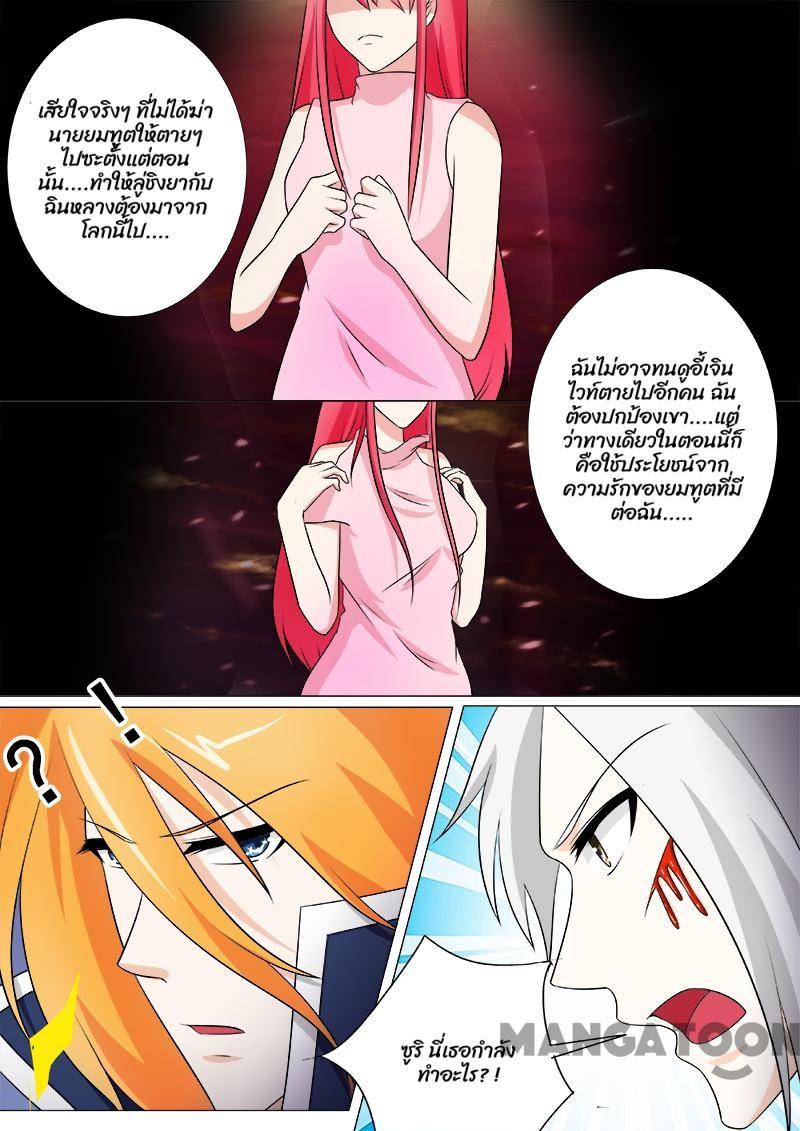 เสียใจจริงๆ ที่ไม่ได้ฆ่า
นายยมทูตให้ตายๆ
ไปซะตั้งแต่ตอน
นั้น....ทำให้ลู่ชิงยากับ
ฉินหลางต้องมาจาก
โลกนี้ไป....
ฉันไม่อาจทนดูอี้เจิน
ไวท์ตายไปอีกคน ฉัน
ต้องปกป้องเขา....แต่
ว่าทางเดียวในตอนนี้ก็
คือใช้ประโยชน์จาก
ความรักของยมทูตที่มี
ต่อฉัน.....
?!
ซูริ นี่เธอกำลัง
ทำอะไร?!
MANGATOON